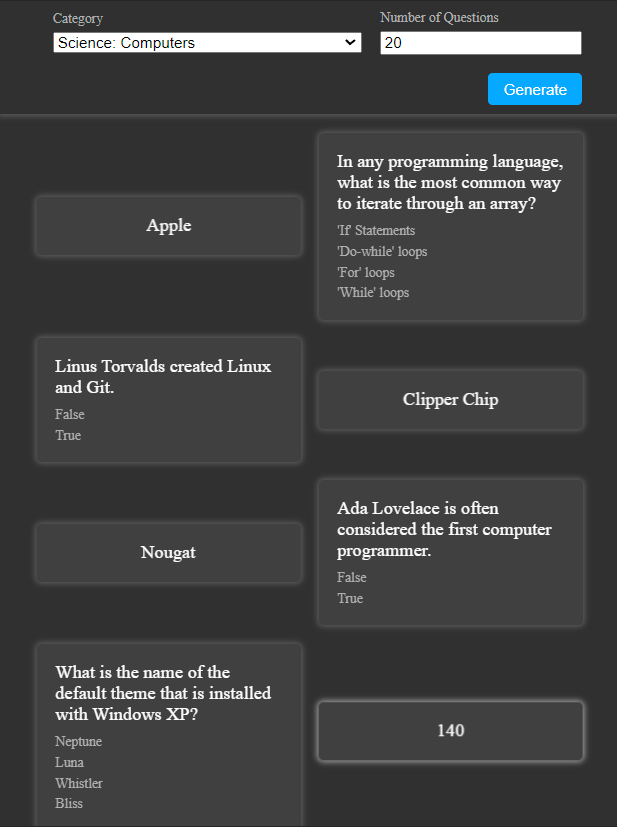 Category
Number of Questions
Science: Computers
20
Generate
Apple
In any programming language,
what is the most common way
to iterate through an array?
'If' Statements
'Do-while' loops
'For' loops
'While' loops
Linus Torvalds created Linux
and Git.
False
True
Clipper Chip
Nougat
Ada Lovelace is often
considered the first computer
programmer.
False
True
What is the name of the
default theme that is installed
with Windows XP?
Neptune
Luna
Whistler
Bliss
140